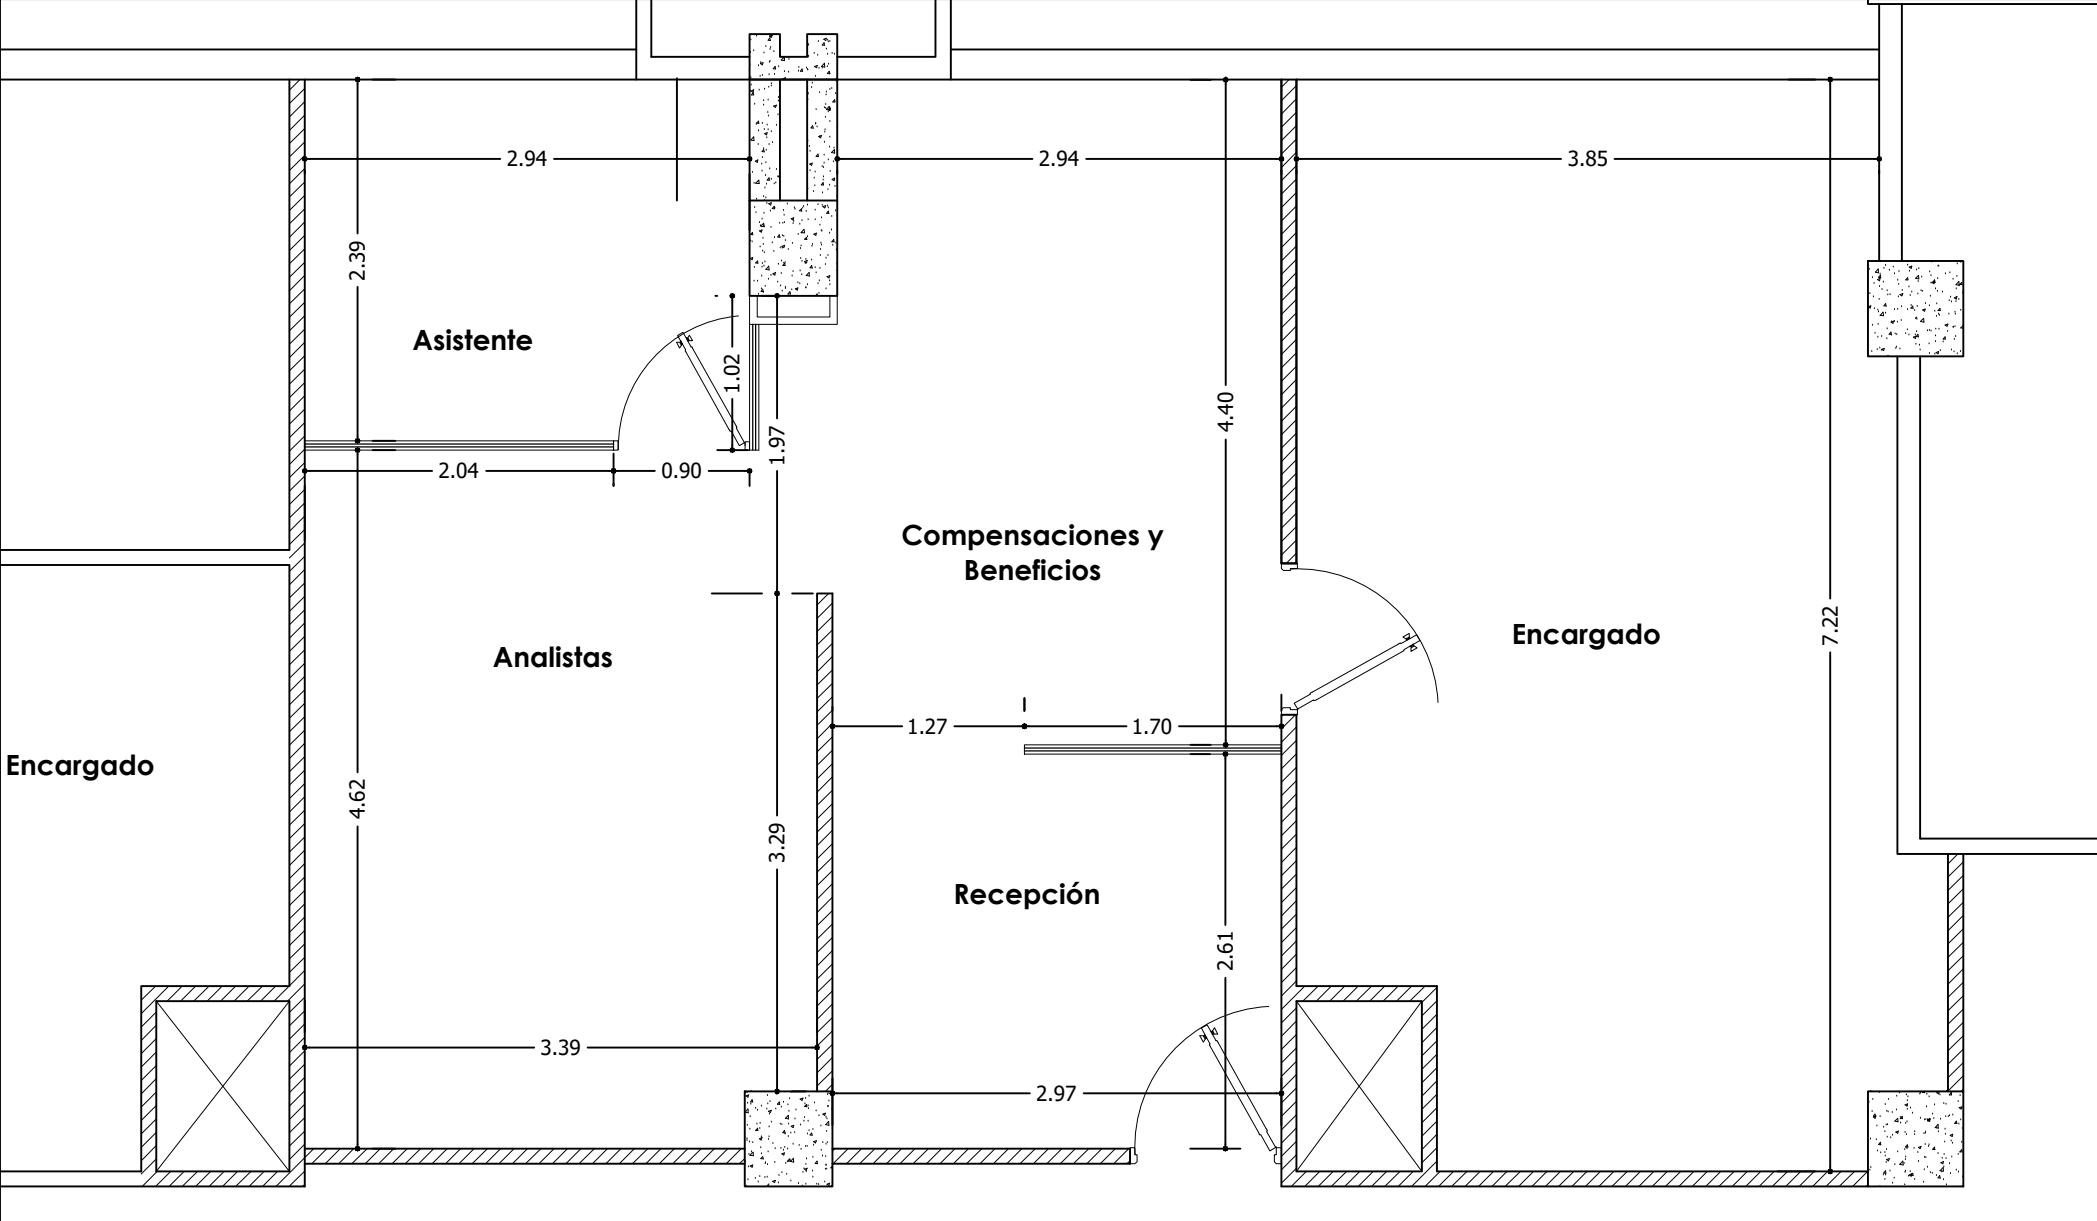 2.94
2.94
3.85
2.39
Asistente
1.02
1.97
4.40
2.04
0.90
Compensaciones y
Beneficios
Encargado
7.22
Analistas
1.27
1.70
Encargado
4.62
3.29
Recepción
2.61
3.39
2.97